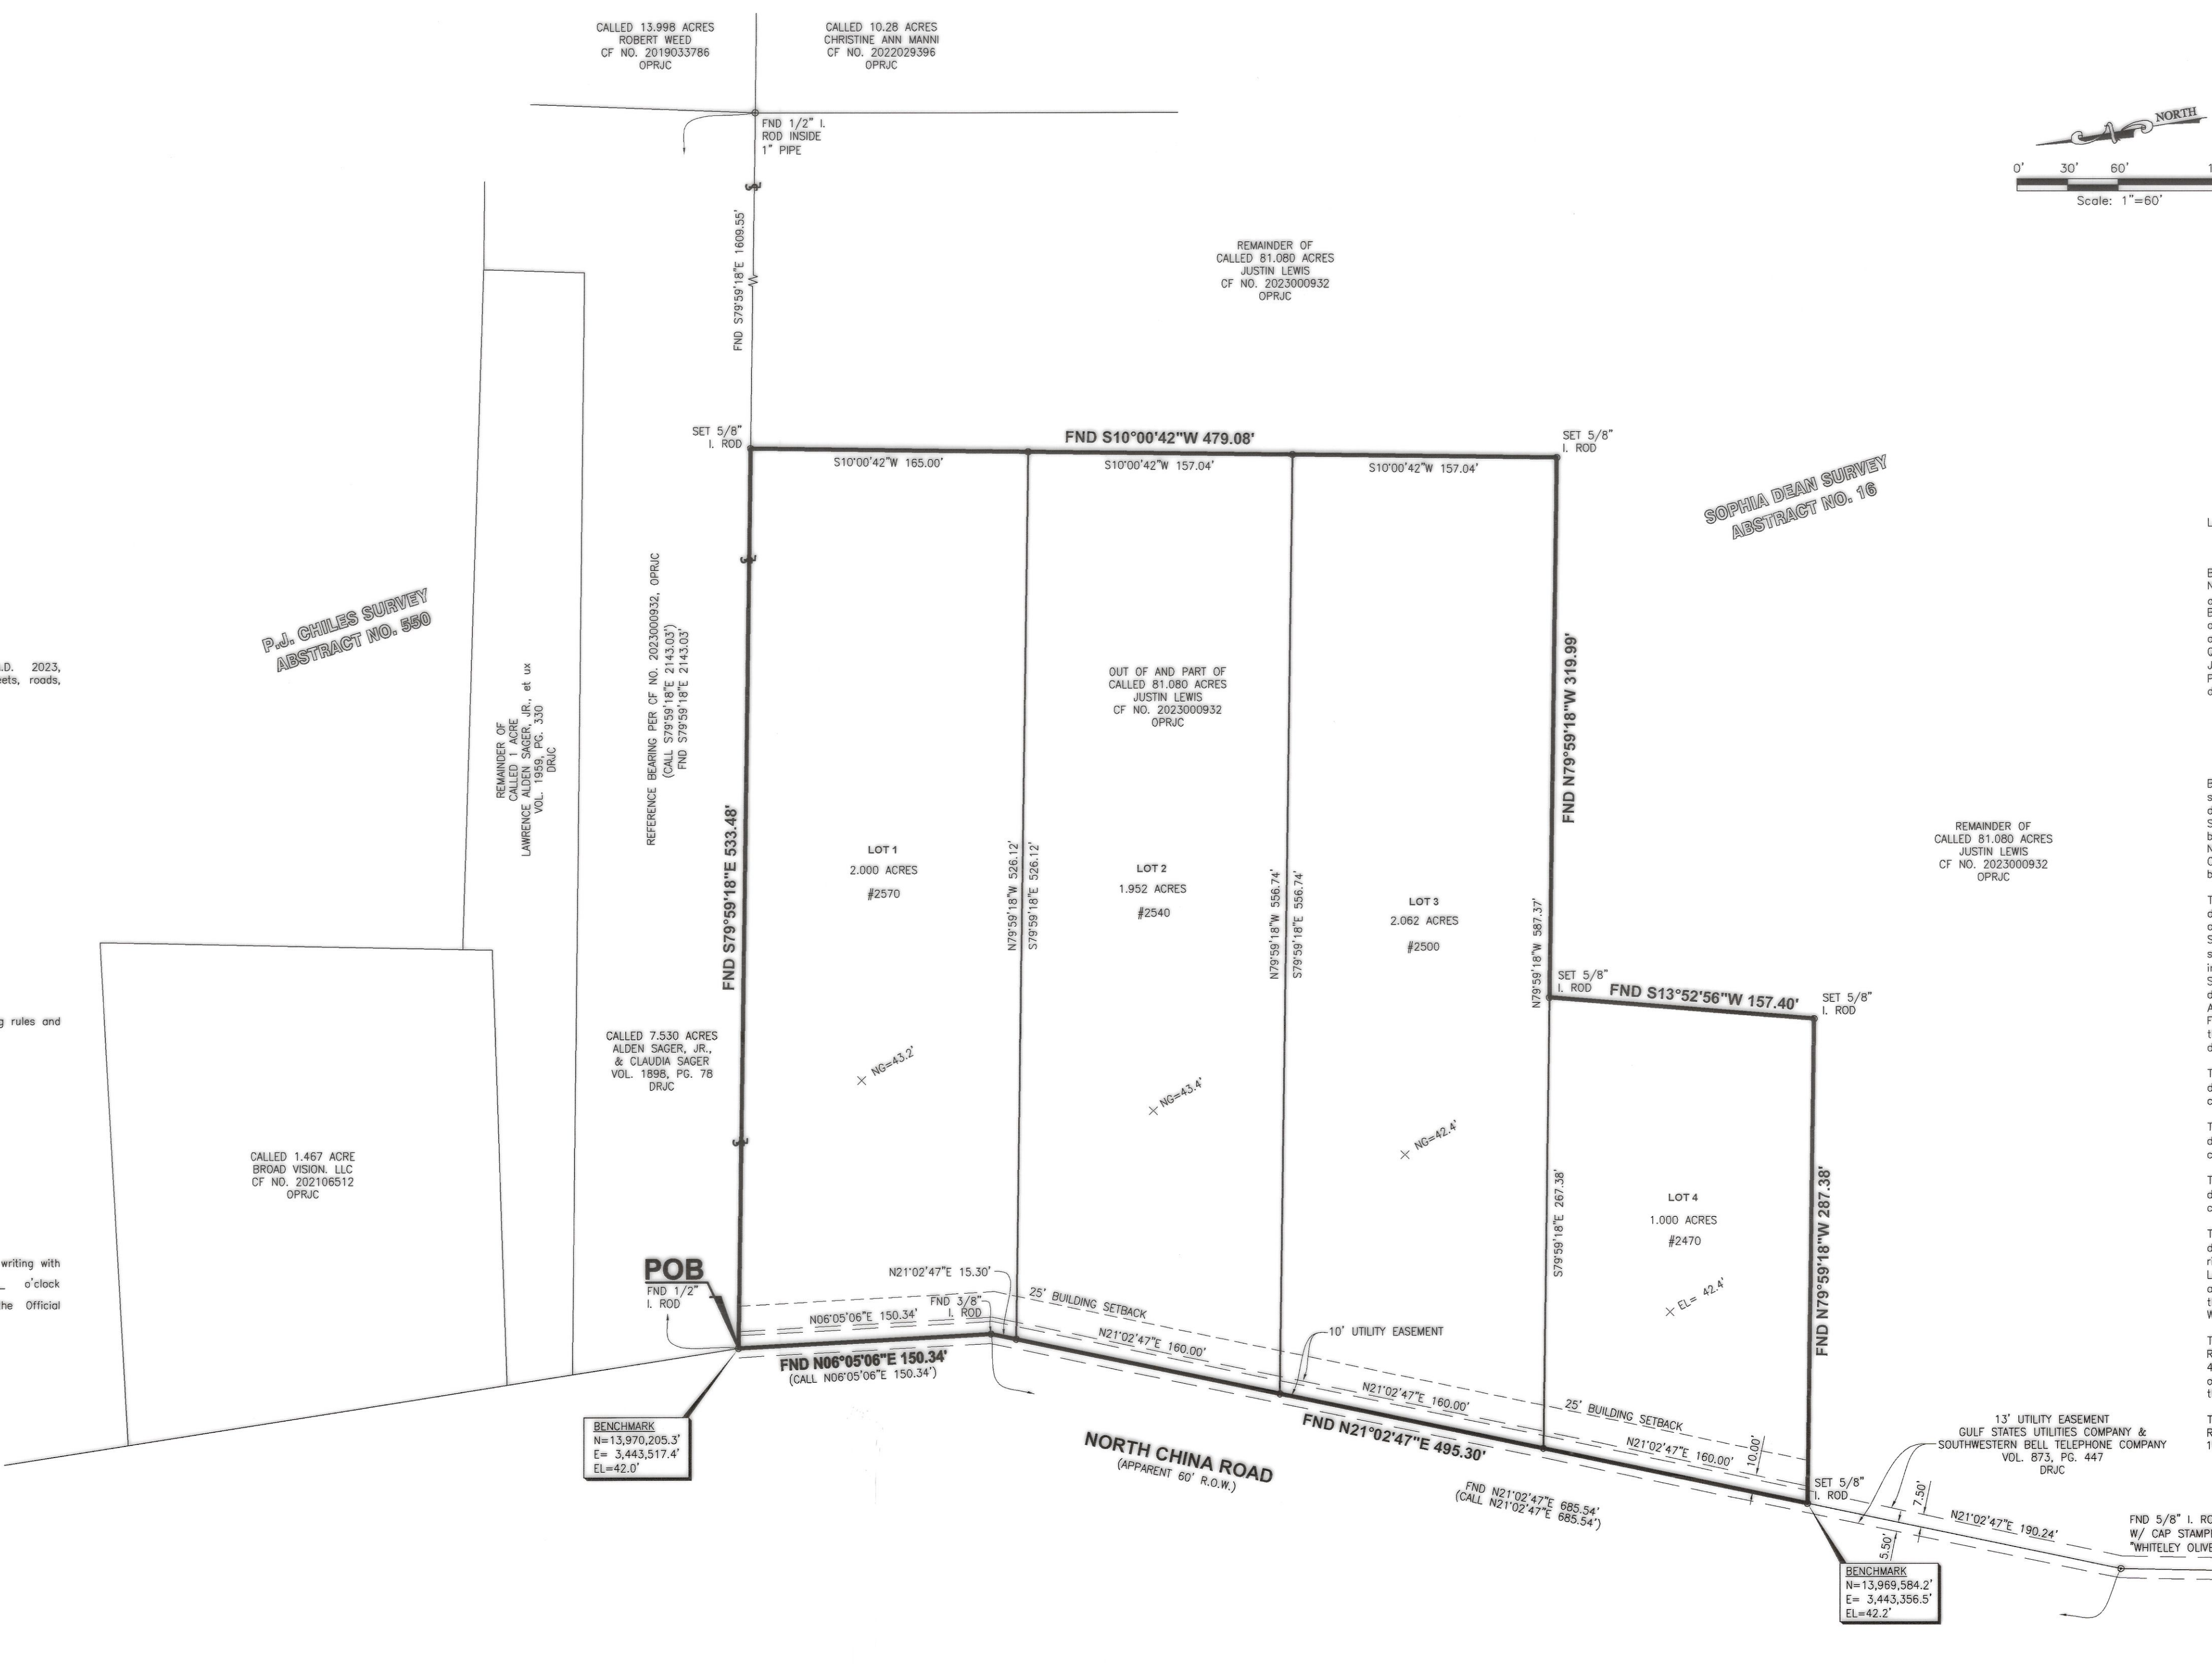 CALLED 13.998 ACRES
ROBERT WEED
CF NO. 2019033786
OPRJC
CALLED 10.28 ACRES
CHRISTINE ANN MANNI
CF NO. 2022029396
OPRJC
FND 1/2" I.
ROD INSIDE
1" PIPE
NORTH
0' 30' 60'
Scale: 1"=60'
FND S79°59'18"E 1609.55'
REMAINDER OF
CALLED 81.080 ACRES
JUSTIN LEWIS
CF NO. 2023000932
OPRJC
SET 5/8"
I. ROD
FND S10°00'42"W 479.08'
S10°00'42"W 165.00'
S10°00'42"W 157.04'
S10°00'42"W 157.04'
SET 5/8"
I. ROD
SOPHIA DEAN SURVEY
ABSTRACT NO. 16
P.J. CHILES SURVEY
ABSTRACT NO. 550
.D. 2023,
eets, roads,
REMAINDER OF
CALLED 1 ACRE
LAWRENCE ALDEN SAGER, JR., et ux
VOL. 1959, PG. 330
DRJC
REFERENCE BEARING PER CF NO. 2023000932, OPRJC
(CALL S79°59'18"E 2143.03')
FND S79°59'18"E 2143.03'
FND S79°59'18"E 533.48'
OUT OF AND PART OF
CALLED 81.080 ACRES
JUSTIN LEWIS
CF NO. 2023000932
OPRJC
FND N79°59'18"W 319.99'
LOT 1
2.000 ACRES
#2570
N79°59'18"W 526.12'
S79°59'18"E 526.12'
LOT 2
1.952 ACRES
#2540
N79°59'18"W 556.74'
S79°59'18"E 556.74'
LOT 3
2.062 ACRES
#2500
N79°59'18"W 587.37'
REMAINDER OF
CALLED 81.080 ACRES
JUSTIN LEWIS
CF NO. 2023000932
OPRJC
SET 5/8"
I. ROD
FND S13°52'56"W 157.40'
SET 5/8"
I. ROD
g rules and
CALLED 7.530 ACRES
ALDEN SAGER, JR.,
& CLAUDIA SAGER
VOL. 1898, PG. 78
DRJC
NG=43.2'
NG=43.4'
NG=42.4'
CALLED 1.467 ACRE
BROAD VISION. LLC
CF NO. 202106512
OPRJC
S79°59'18"E 267.38'
LOT 4
1.000 ACRES
#2470
EL= 42.4'
FND N79°59'18"W 287.38'
writing with
o'clock
he Official
POB
FND 1/2"
I. ROD
N21°02'47"E 15.30'
FND 3/8"
I. ROD
N06°05'06"E 150.34'
25' BUILDING SETBACK
FND N06°05'06"E 150.34'
(CALL N06°05'06"E 150.34')
N21°02'47"E 160.00'
10' UTILITY EASEMENT
N21°02'47"E 160.00'
25' BUILDING SETBACK
N21°02'47"E 160.00'
10.00'
FND N21°02'47"E 495.30'
NORTH CHINA ROAD
(APPARENT 60' R.O.W.)
FND N21°02'47"E 685.54'
(CALL N21°02'47"E 685.54')
BENCHMARK
N=13,970,205.3'
E= 3,443,517.4'
EL=42.0'
13' UTILITY EASEMENT
GULF STATES UTILITIES COMPANY &
SOUTHWESTERN BELL TELEPHONE COMPANY
VOL. 873, PG. 447
DRJC
SET 5/8"
I. ROD
7.50'
5.50'
N21°02'47"E 190.24'
FND 5/8" I. RO
W/ CAP STAMP
"WHITELEY OLIVE
BENCHMARK
N=13,969,584.2'
E= 3,443,356.5'
EL=42.2'